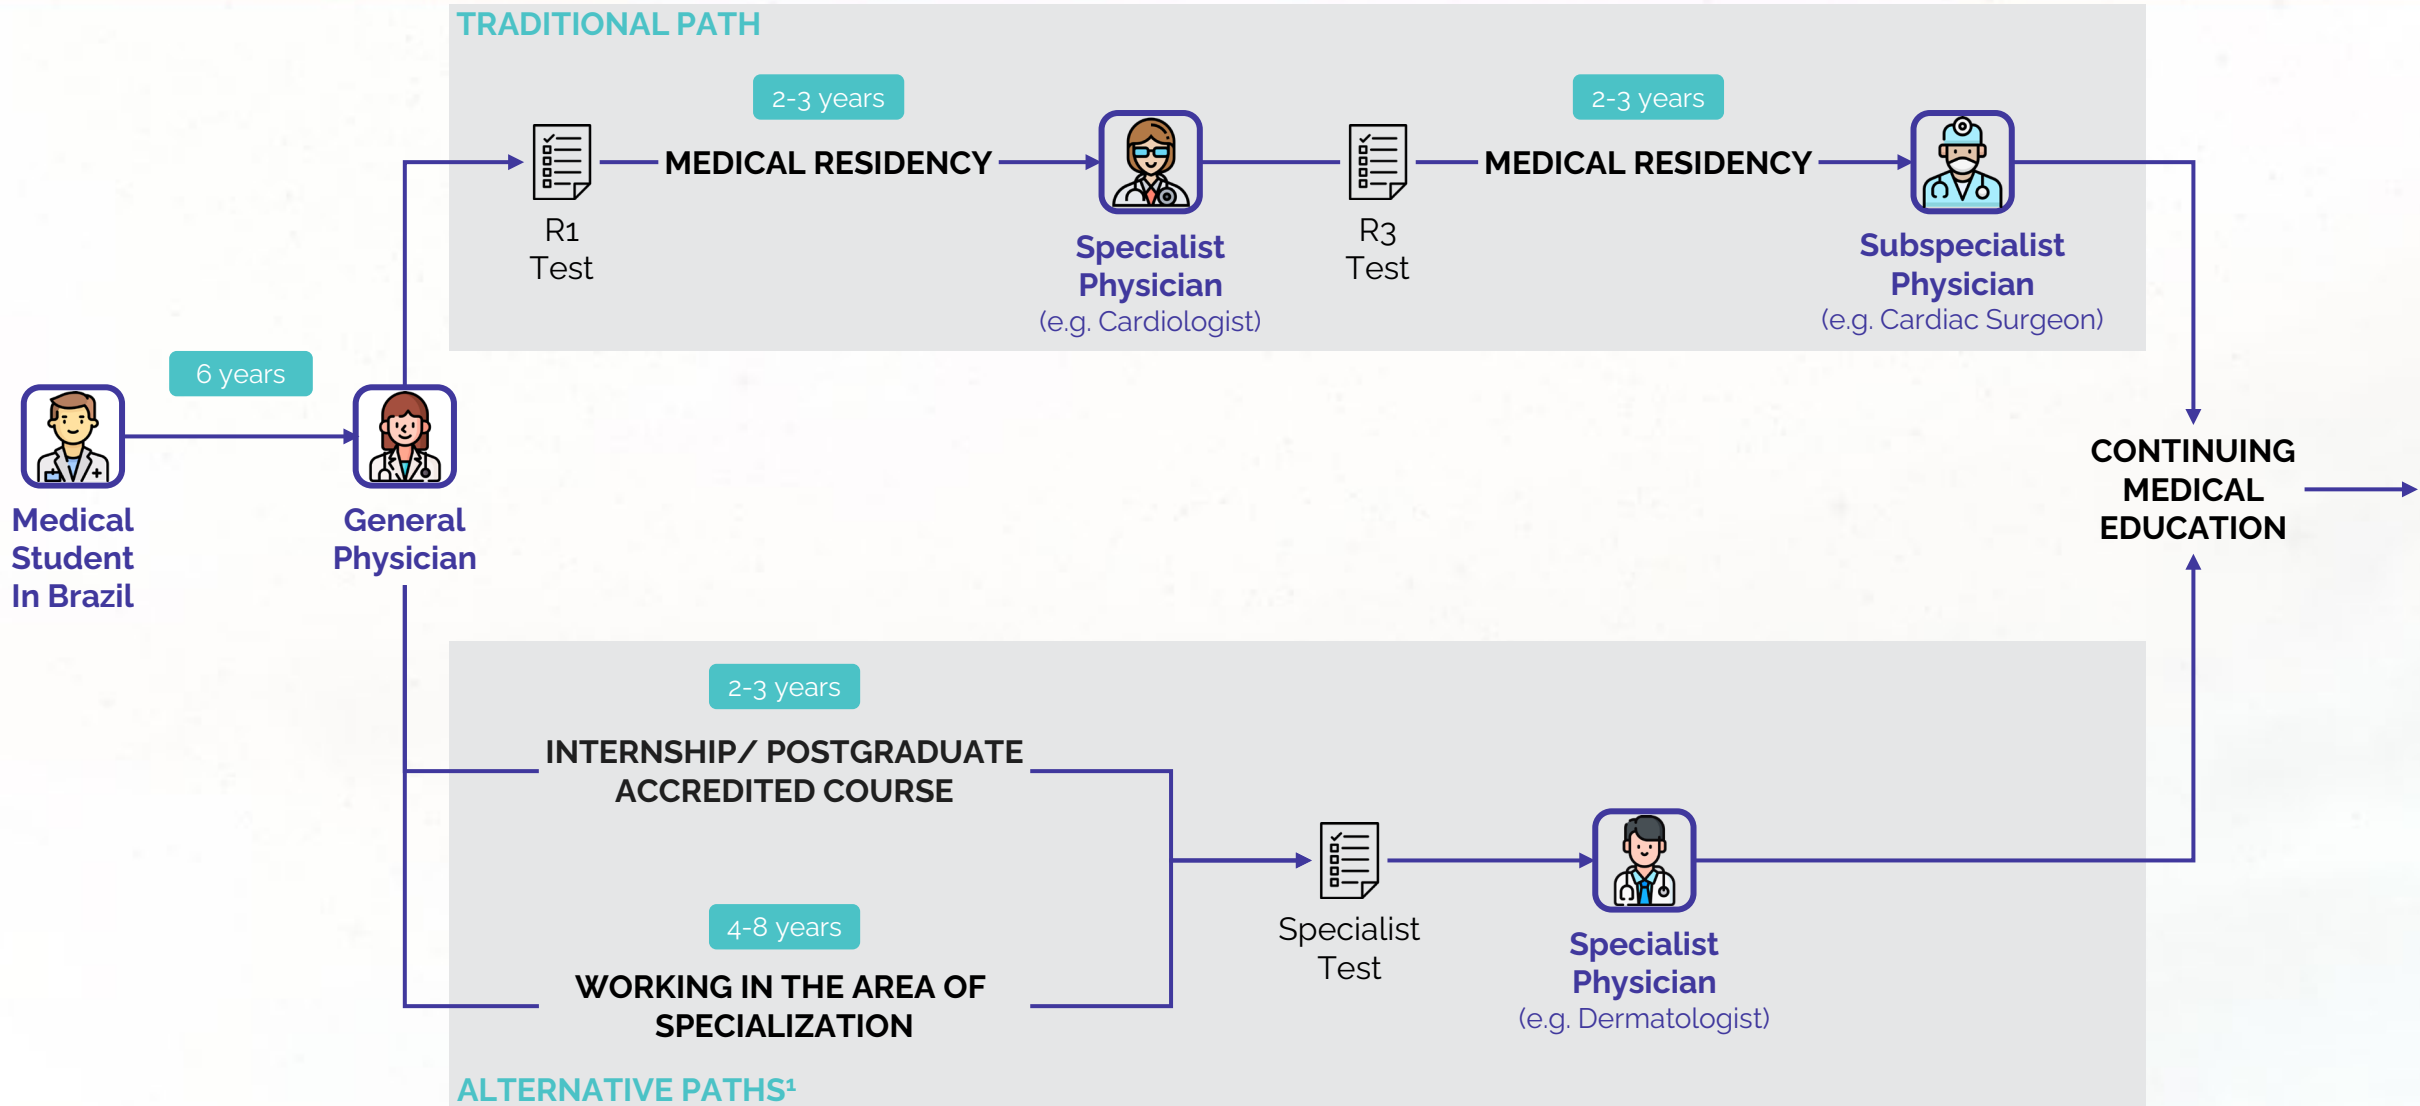 TRADITIONAL PATH
2-3 years
2-3 years
MEDICAL RESIDENCY
MEDICAL RESIDENCY
R1
Test
Specialist
Physician
(e.g. Cardiologist)
R3
Test
Subspecialist
Physician
(e.g. Cardiac Surgeon)
6 years
Medical
Student
In Brazil
General
Physician
CONTINUING
MEDICAL
EDUCATION
2-3 years
INTERNSHIP/ POSTGRADUATE
ACCREDITED COURSE
4-8 years
WORKING IN THE AREA OF
SPECIALIZATION
Specialist
Test
Specialist
Physician
(e.g. Dermatologist)
ALTERNATIVE PATHS¹